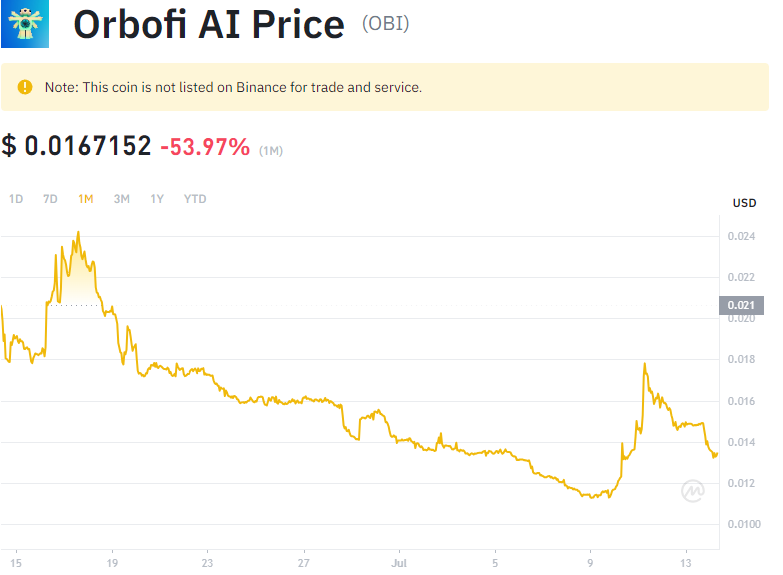 Orbofi AI Price (OBI)
Note: This coin is not listed on Binance for trade and service.
$ 0.0167152 -53.97% (1M)
1D 7D 1M 3M 1Y YTD
USD
0.024
0.022
0.021
0.020
0.018
0.016
0.014
0.012
0.0100
15 19 23 27 Jul 5 9 13